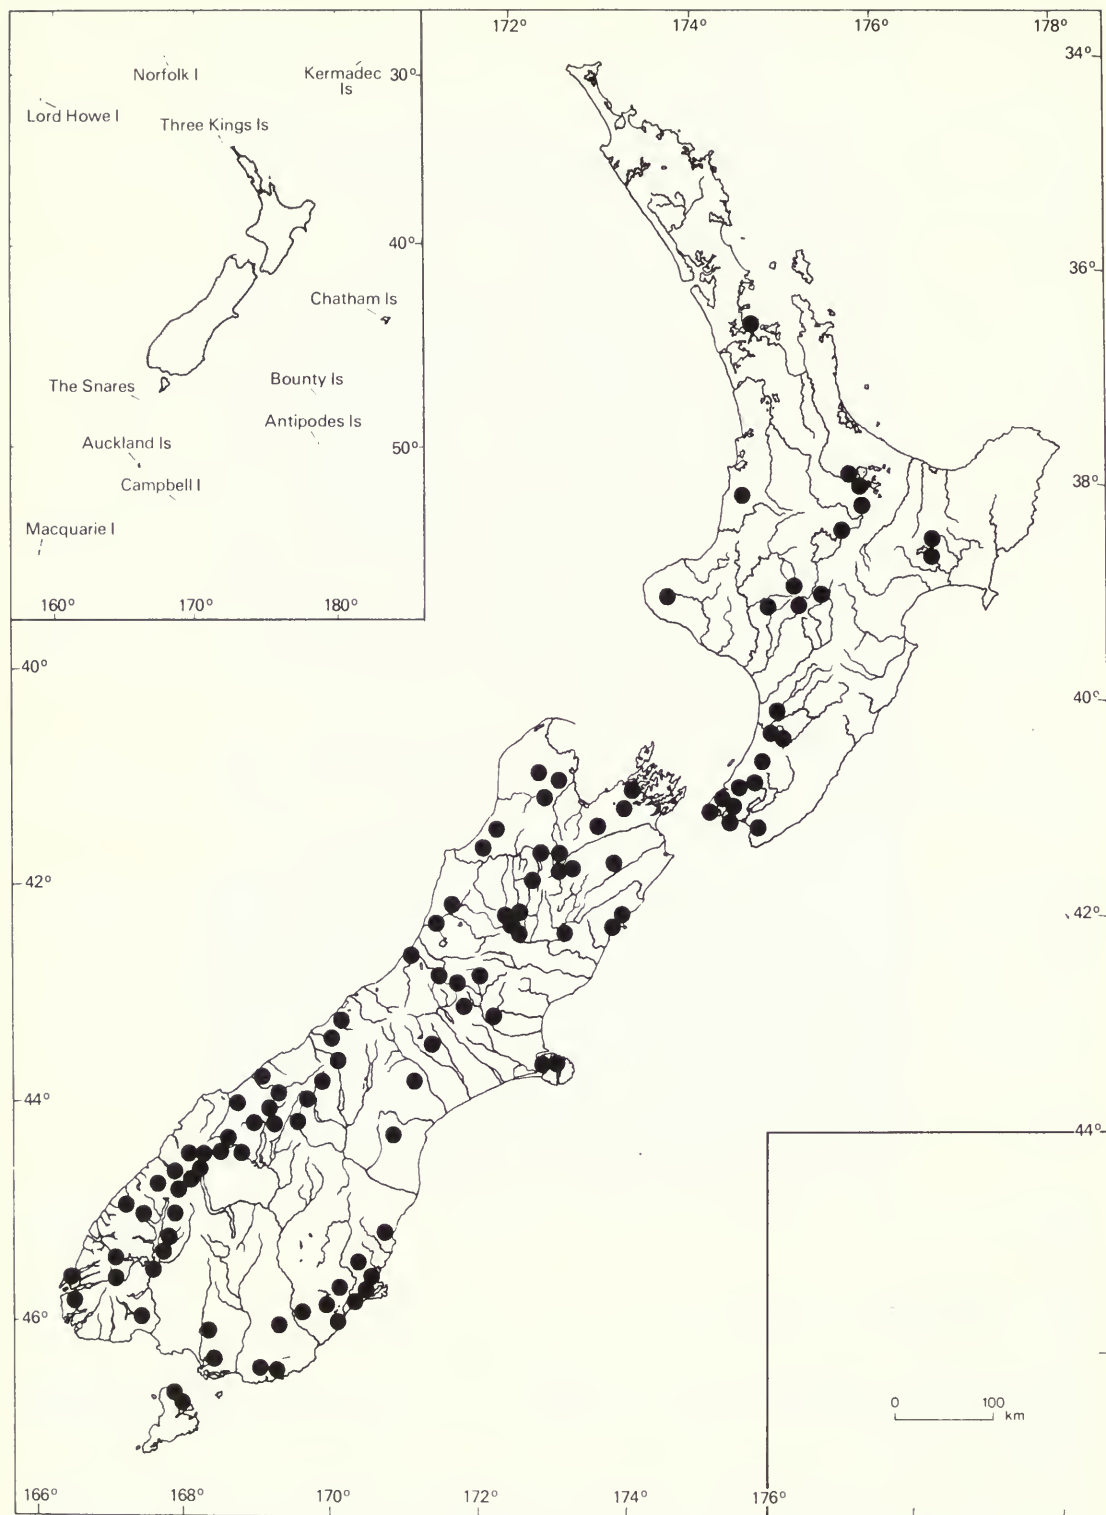 172° 174° 176° 178°
34°
Norfolk I
Kermadec
Is
30°
Lord Howe I
Three Kings Is
40°
36°
Chatham Is
The Snares
Bounty Is
Antipodes Is
Auckland Is
50°
Campbell I
38°
Macquarie I
160° 170° 180°
40°
40°
42°
42°
44°
44°
46°
0 100
km
166° 168° 170° 172° 174° 176°